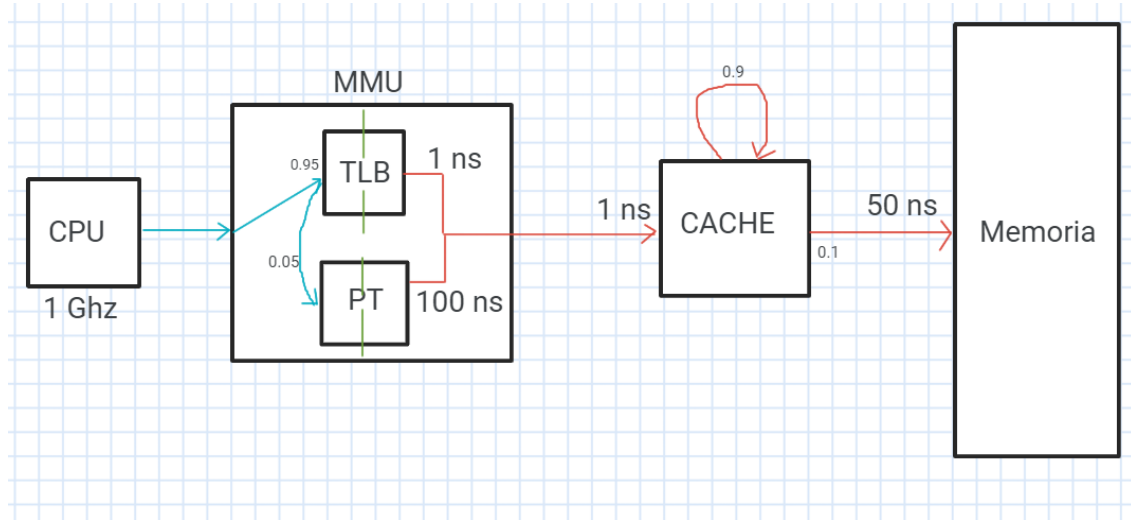 MMU
0.9
0.95
TLB
1 ns
CPU
1 ns
CACHE
50 ns
Memoria
0.1
0.05
PT
100 ns
1 Ghz